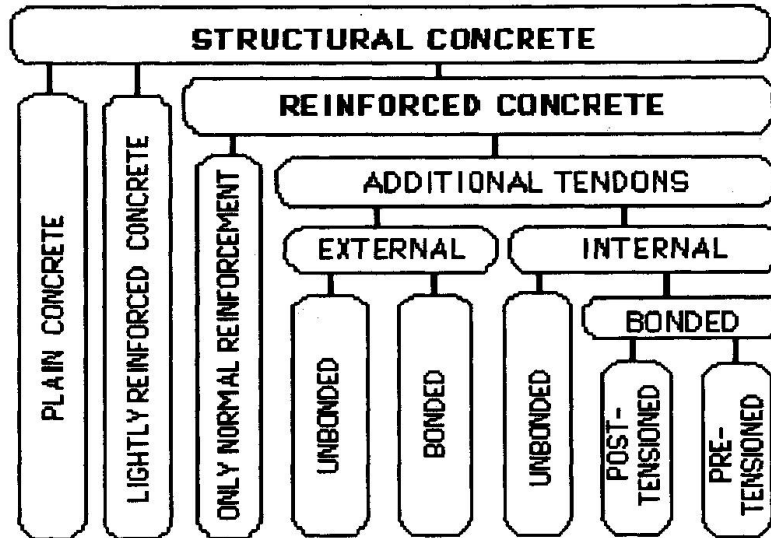 STRUCTURAL CONCRETE
PLAIN CONCRETE
LIGHTLY REINFORCED CONCRETE
REINFORCED CONCRETE
ONLY NORMAL REINFORCEMENT
ADDITIONAL TENDONS
EXTERNAL
INTERNAL
UNBONDED
BONDED
UNBONDED
BONDED
POST-
TENSIONED
PRE-
TENSIONED